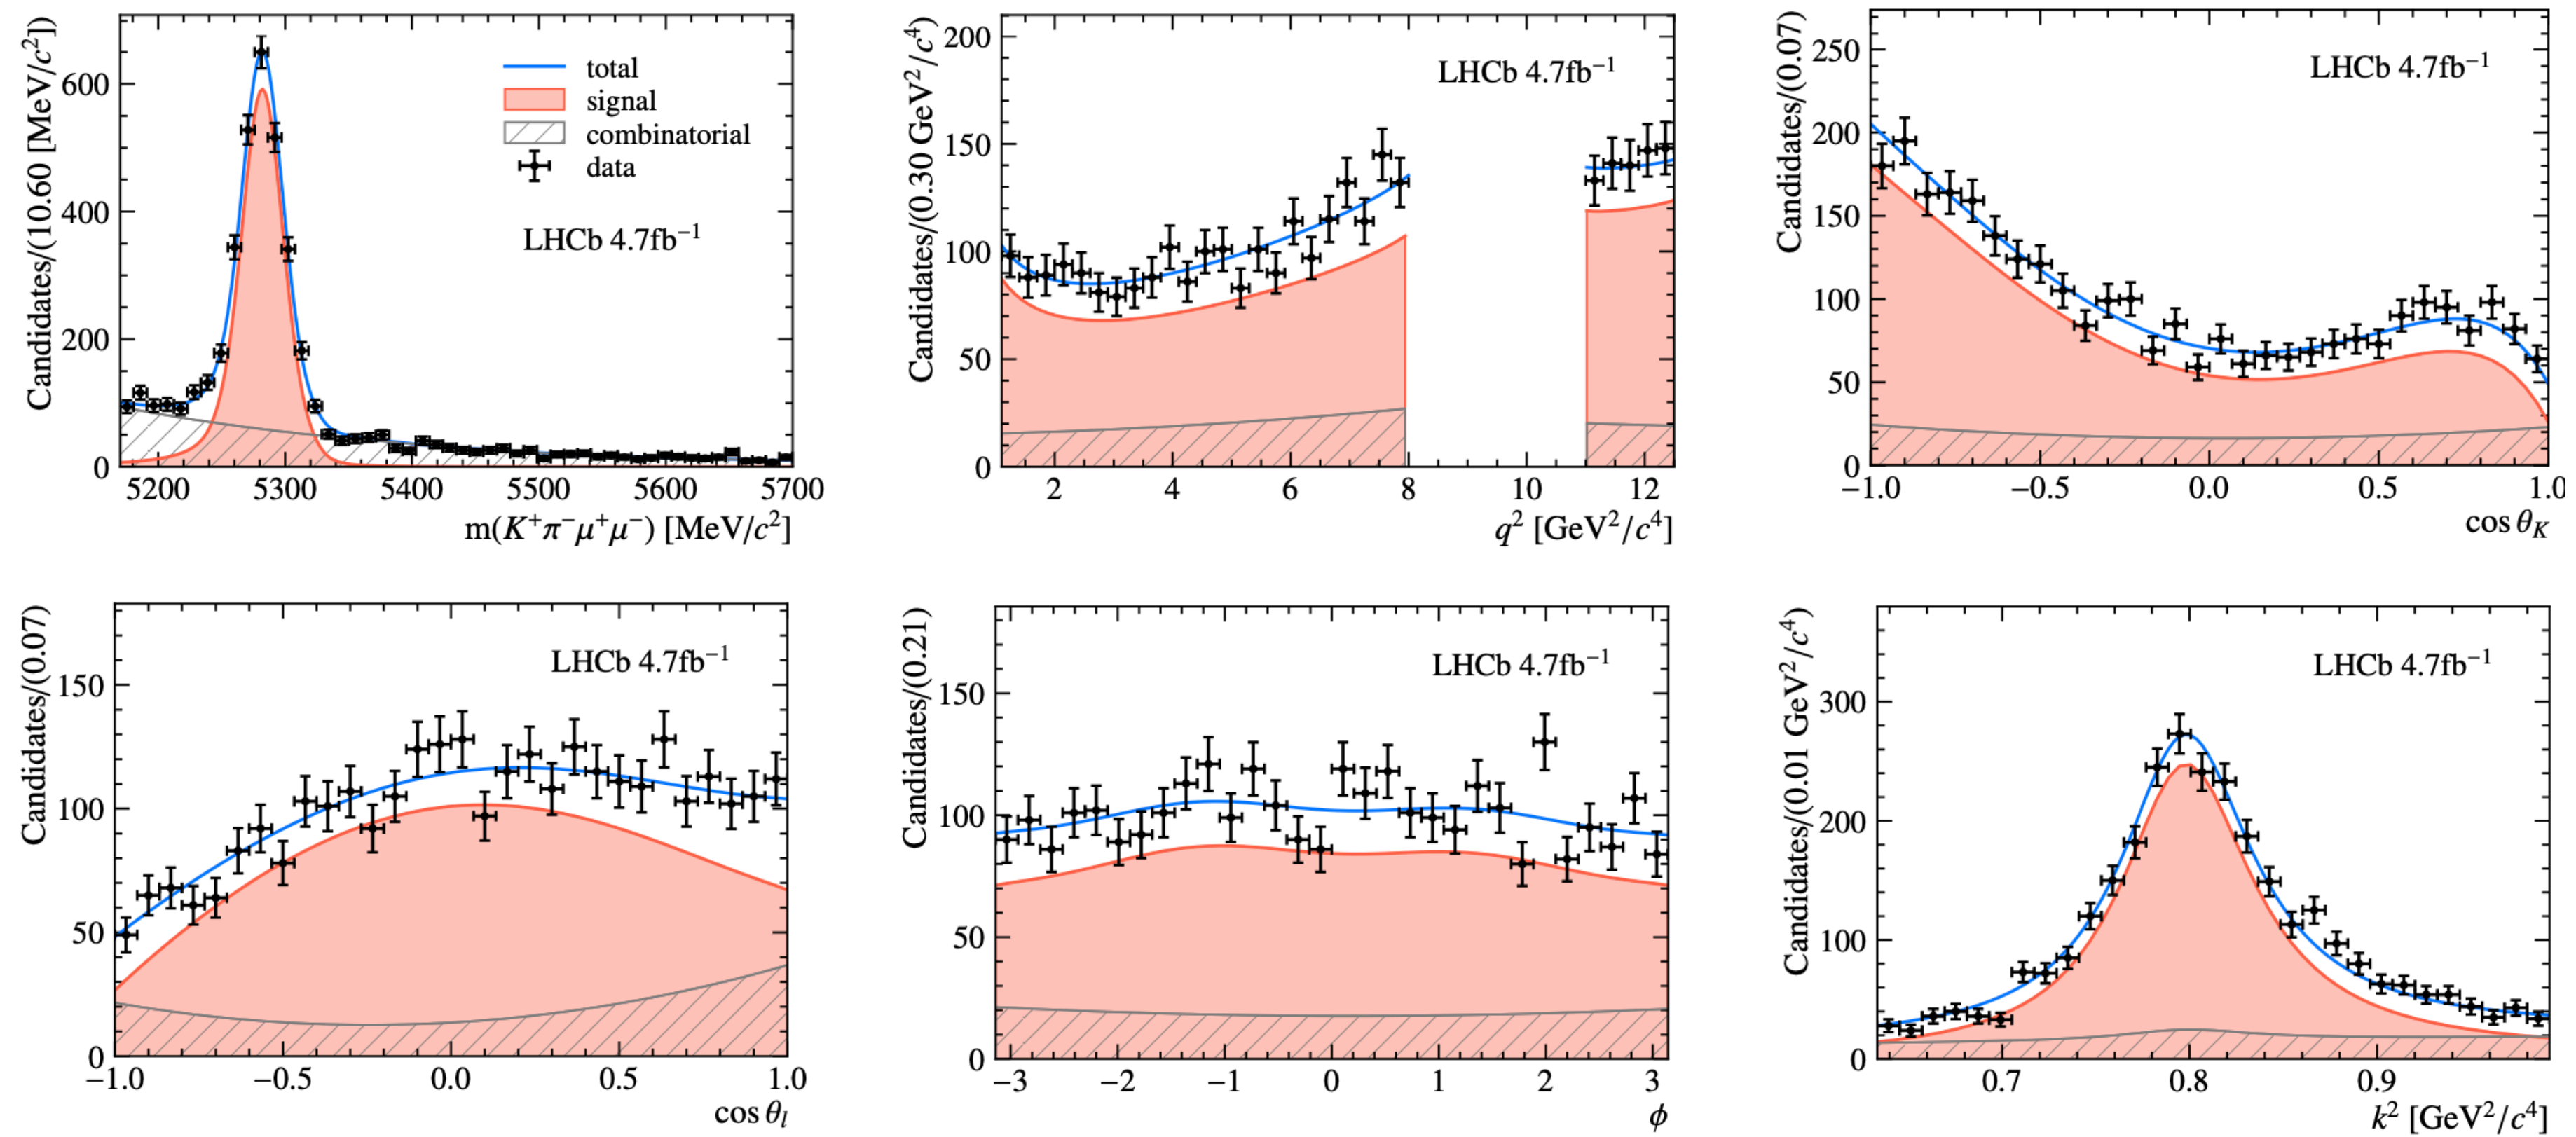 Candidates/(10.60 [MeV/c²])
600
400
200
0
5200 5300 5400 5500 5600 5700
m(K⁺π⁻μ⁺μ⁻) [MeV/c²]
total
signal
combinatorial
data
LHCb 4.7fb⁻¹
Candidates/(0.30 GeV²/c⁴)
200
150
100
50
0
2 4 6 8 10 12
q² [GeV²/c⁴]
LHCb 4.7fb⁻¹
Candidates/(0.07)
250
200
150
100
50
0
−1.0 −0.5 0.0 0.5 1.0
cos θ_K
LHCb 4.7fb⁻¹
Candidates/(0.07)
150
100
50
0
−1.0 −0.5 0.0 0.5 1.0
cos θ_l
LHCb 4.7fb⁻¹
Candidates/(0.21)
150
100
50
0
−3 −2 −1 0 1 2 3
ϕ
LHCb 4.7fb⁻¹
Candidates/(0.01 GeV²/c⁴)
300
200
100
0
0.7 0.8 0.9
k² [GeV²/c⁴]
LHCb 4.7fb⁻¹